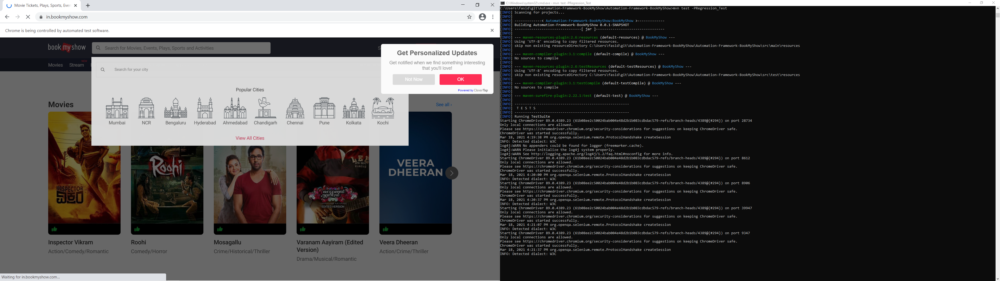 Movie Tickets, Plays, Sports, Even
in.bookmyshow.com
Chrome is being controlled by automated test software.
book my show
Search for Movies, Events, Plays, Sports and Activities
S
Get Personalized Updates
Get notified when we find something interesting
that you'll love!
Not Now
OK
Powered by CleverTap
Movies
Stream
NEW
Search for your city
Popular Cities
Mumbai
NCR
Bengaluru
Hyderabad
Ahmedabad
Chandigarh
Chennai
Pune
Kolkata
Kochi
View All Cities
Movies
See all ›
INSPECTOR
ವಿಕ್ರಂ
Roohi
LEE
KANSAS
வாரணம்
ஆயிரம்
VAARANAM AAYIRAM
EDITED VERSION
VEERA
DHEERAN
Inspector Vikram
Action/Comedy/Romantic
Roohi
Comedy/Horror
Mosagallu
Crime/Historical/Thriller
Varanam Aayiram (Edited
Version)
Drama/Musical/Romantic
Veera Dheeran
Action/Crime/Thriller
Waiting for in.bookmyshow.com...
C:\Windows\system32\cmd.exe - mvn test -PRegression_Test
C:\Users\fasid\git\Automation-Framework-BookMyShow\Automation-Framework-BookMyShow>mvn test -PRegression_Test
[INFO] Scanning for projects...
[INFO]
[INFO] -------------< Automation-Framework-BookMyShow:BookMyShow >-------------
[INFO] Building Automation-Framework-BookMyShow 0.0.1-SNAPSHOT
[INFO] --------------------------------[ jar ]---------------------------------
[INFO]
[INFO] --- maven-resources-plugin:2.6:resources (default-resources) @ BookMyShow ---
[INFO] Using 'UTF-8' encoding to copy filtered resources.
[INFO] skip non existing resourceDirectory C:\Users\fasid\git\Automation-Framework-BookMyShow\Automation-Framework-BookMyShow\src\main\resources
[INFO]
[INFO] --- maven-compiler-plugin:3.1:compile (default-compile) @ BookMyShow ---
[INFO] No sources to compile
[INFO]
[INFO] --- maven-resources-plugin:2.6:testResources (default-testResources) @ BookMyShow ---
[INFO] Using 'UTF-8' encoding to copy filtered resources.
[INFO] skip non existing resourceDirectory C:\Users\fasid\git\Automation-Framework-BookMyShow\Automation-Framework-BookMyShow\src\test\resources
[INFO]
[INFO] --- maven-compiler-plugin:3.1:testCompile (default-testCompile) @ BookMyShow ---
[INFO] No sources to compile
[INFO]
[INFO] --- maven-surefire-plugin:2.22.1:test (default-test) @ BookMyShow ---
[INFO]
[INFO] -------------------------------------------------------
[INFO]  T E S T S
[INFO] -------------------------------------------------------
[INFO] Running TestSuite
Starting ChromeDriver 89.0.4389.23 (61b08ee2c50024bab004e48d2b1b083cdbdac579-refs/branch-heads/4389@{#294}) on port 28734
Only local connections are allowed.
Please see https://chromedriver.chromium.org/security-considerations for suggestions on keeping ChromeDriver safe.
ChromeDriver was started successfully.
Mar 18, 2021 4:19:38 PM org.openqa.selenium.remote.ProtocolHandshake createSession
INFO: Detected dialect: W3C
log4j:WARN No appenders could be found for logger (freemarker.cache).
log4j:WARN Please initialize the log4j system properly.
log4j:WARN See http://logging.apache.org/log4j/1.2/faq.html#noconfig for more info.
Starting ChromeDriver 89.0.4389.23 (61b08ee2c50024bab004e48d2b1b083cdbdac579-refs/branch-heads/4389@{#294}) on port 8612
Only local connections are allowed.
Please see https://chromedriver.chromium.org/security-considerations for suggestions on keeping ChromeDriver safe.
ChromeDriver was started successfully.
Mar 18, 2021 4:20:00 PM org.openqa.selenium.remote.ProtocolHandshake createSession
INFO: Detected dialect: W3C
Starting ChromeDriver 89.0.4389.23 (61b08ee2c50024bab004e48d2b1b083cdbdac579-refs/branch-heads/4389@{#294}) on port 8906
Only local connections are allowed.
Please see https://chromedriver.chromium.org/security-considerations for suggestions on keeping ChromeDriver safe.
ChromeDriver was started successfully.
Mar 18, 2021 4:20:37 PM org.openqa.selenium.remote.ProtocolHandshake createSession
INFO: Detected dialect: W3C
Starting ChromeDriver 89.0.4389.23 (61b08ee2c50024bab004e48d2b1b083cdbdac579-refs/branch-heads/4389@{#294}) on port 39947
Only local connections are allowed.
Please see https://chromedriver.chromium.org/security-considerations for suggestions on keeping ChromeDriver safe.
ChromeDriver was started successfully.
Mar 18, 2021 4:21:07 PM org.openqa.selenium.remote.ProtocolHandshake createSession
INFO: Detected dialect: W3C
Starting ChromeDriver 89.0.4389.23 (61b08ee2c50024bab004e48d2b1b083cdbdac579-refs/branch-heads/4389@{#294}) on port 9347
Only local connections are allowed.
Please see https://chromedriver.chromium.org/security-considerations for suggestions on keeping ChromeDriver safe.
ChromeDriver was started successfully.
Mar 18, 2021 4:21:37 PM org.openqa.selenium.remote.ProtocolHandshake createSession
INFO: Detected dialect: W3C